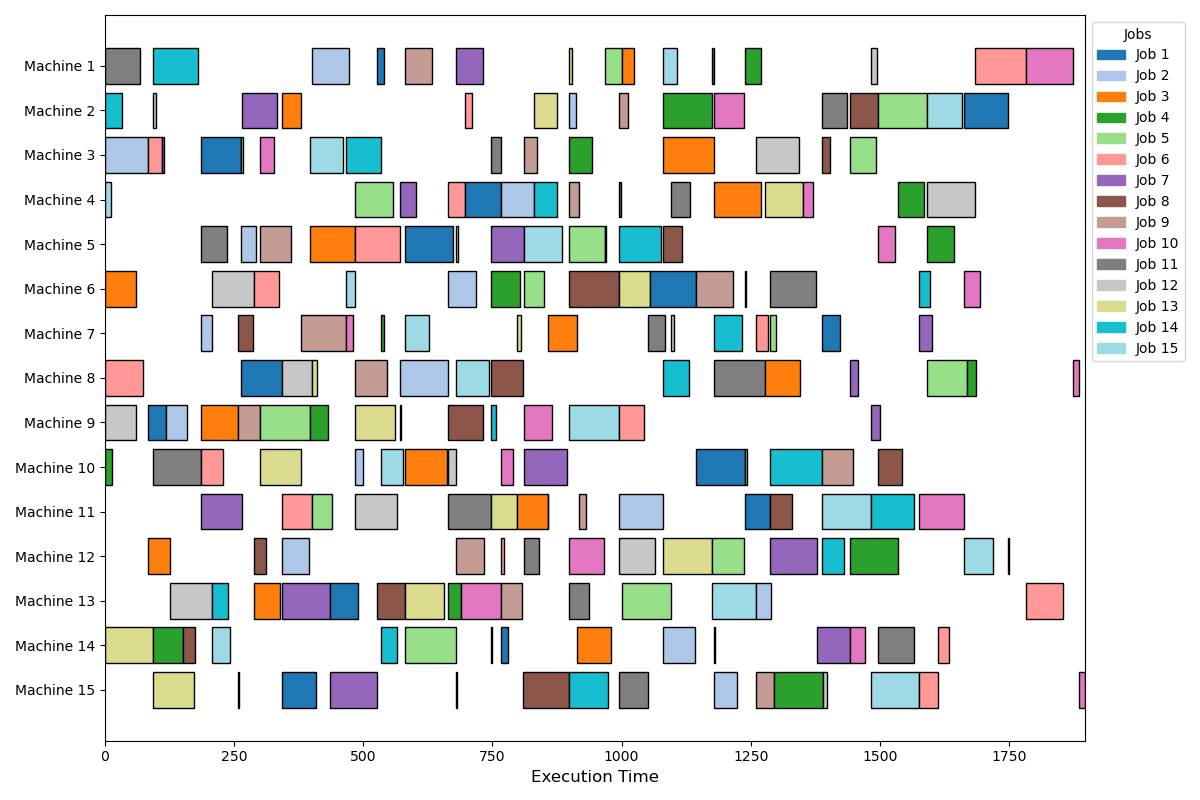 Machine 1
Machine 2
Machine 3
Machine 4
Machine 5
Machine 6
Machine 7
Machine 8
Machine 9
Machine 10
Machine 11
Machine 12
Machine 13
Machine 14
Machine 15
0 250 500 750 1000 1250 1500 1750
Execution Time
Jobs
Job 1
Job 2
Job 3
Job 4
Job 5
Job 6
Job 7
Job 8
Job 9
Job 10
Job 11
Job 12
Job 13
Job 14
Job 15